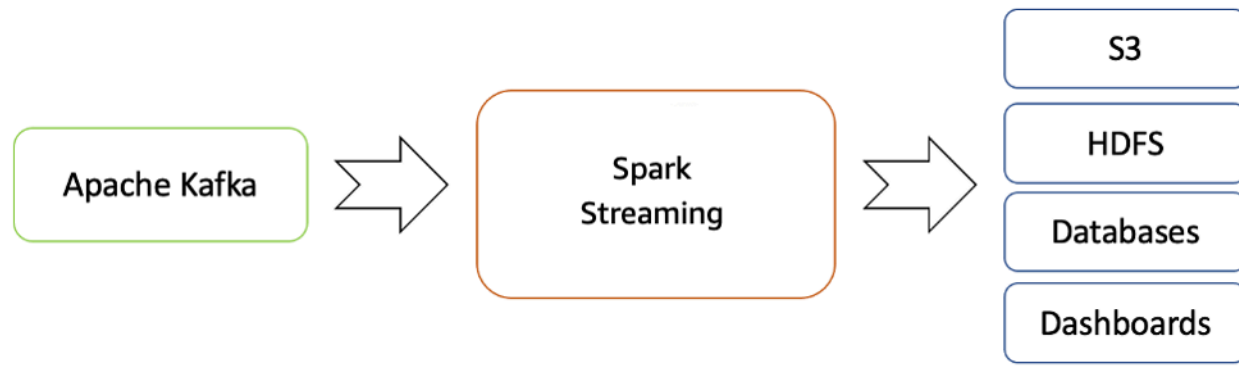 Apache Kafka
Spark
Streaming
S3
HDFS
Databases
Dashboards